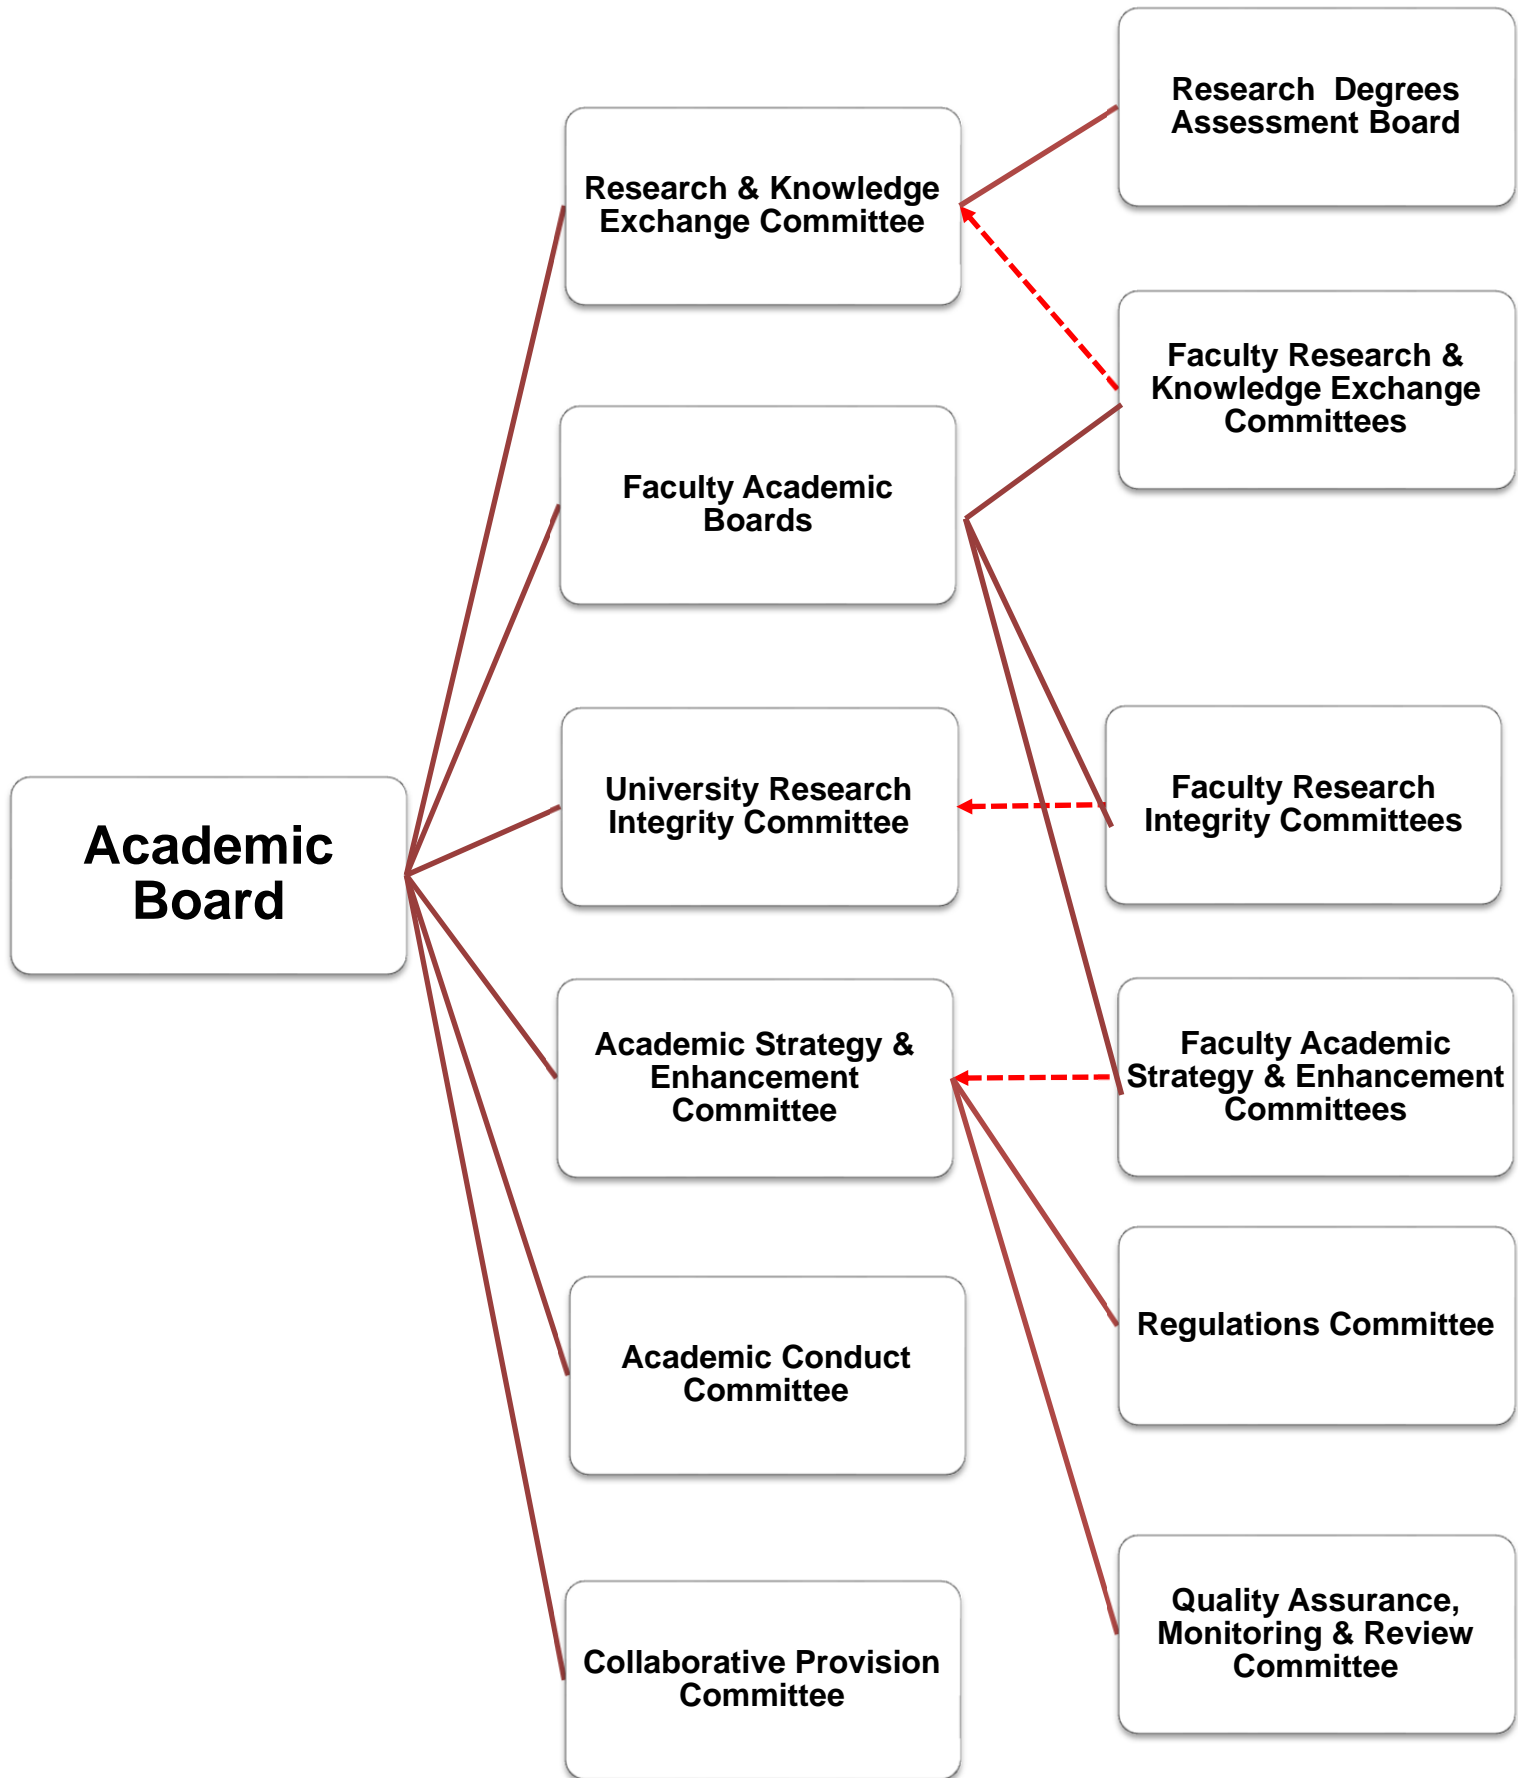 Academic
Board
Research & Knowledge
Exchange Committee
Faculty Academic
Boards
University Research
Integrity Committee
Academic Strategy &
Enhancement
Committee
Academic Conduct
Committee
Collaborative Provision
Committee
Research  Degrees
Assessment Board
Faculty Research &
Knowledge Exchange
Committees
Faculty Research
Integrity Committees
Faculty Academic
Strategy & Enhancement
Committees
Regulations Committee
Quality Assurance,
Monitoring & Review
Committee